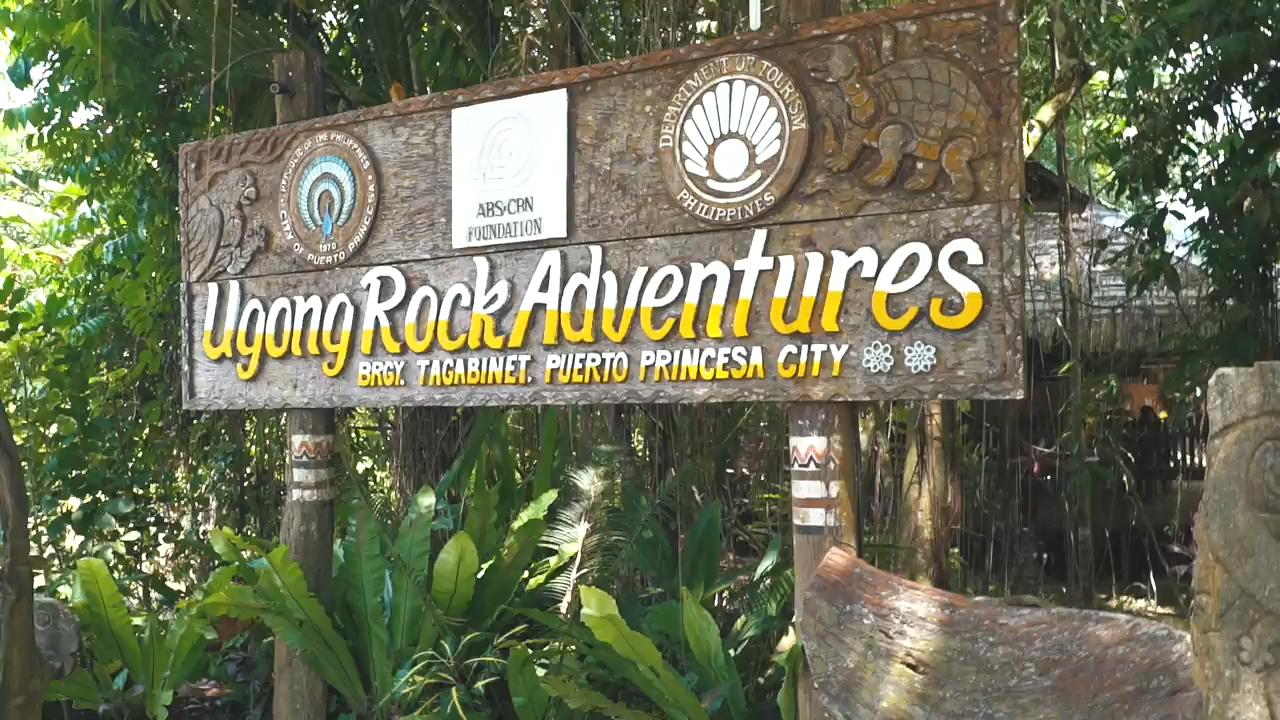 REPUBLIC OF THE PHILIPPINES
CITY OF PUERTO PRINCESA
1970
ABS-CBN
FOUNDATION
DEPARTMENT OF TOURISM
PHILIPPINES
Ugong Rock Adventures
BRGY. TAGABINET, PUERTO PRINCESA CITY